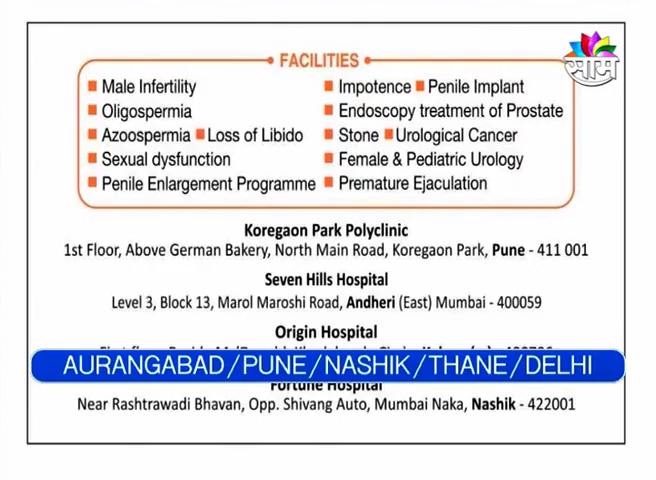 FACILITIES
साम
Male Infertility
Impotence Penile Implant
Oligospermia
Endoscopy treatment of Prostate
Azoospermia Loss of Libido
Stone Urological Cancer
Sexual dysfunction
Female & Pediatric Urology
Penile Enlargement Programme
Premature Ejaculation
Koregaon Park Polyclinic
1st Floor, Above German Bakery, North Main Road, Koregaon Park, Pune - 411 001
Seven Hills Hospital
Level 3, Block 13, Marol Maroshi Road, Andheri (East) Mumbai - 400059
Origin Hospital
AURANGABAD/PUNE/NASHIK/THANE/DELHI
Fortune Hospital
Near Rashtrawadi Bhavan, Opp. Shivang Auto, Mumbai Naka, Nashik - 422001